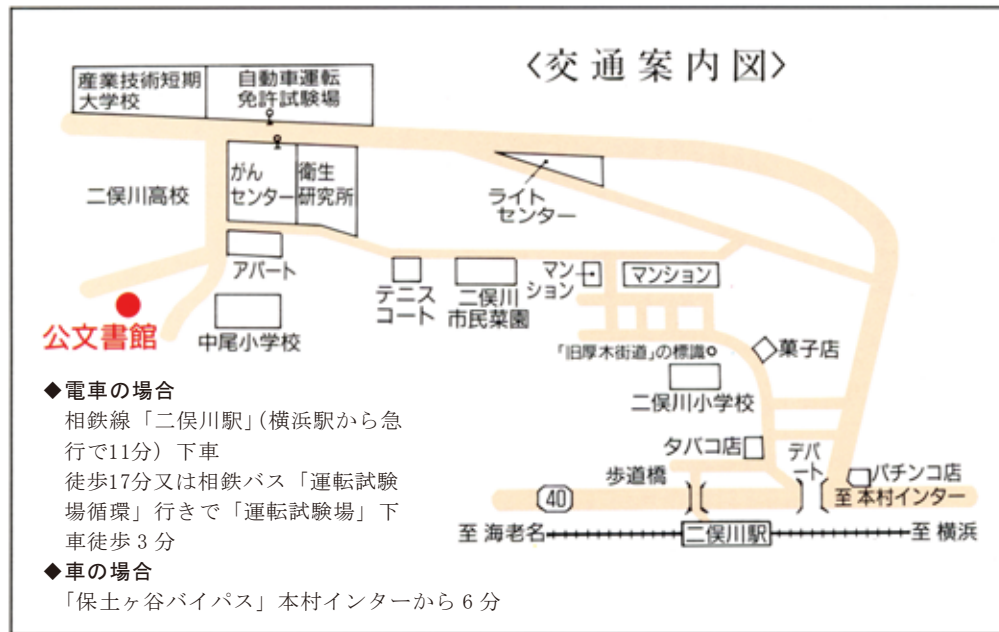 〈交通案内図〉
産業技術短期
大学校
自動車運転
免許試験場
二俣川高校
がん
センター
衛生
研究所
ライト
センター
アパート
テニス
コート
二俣川
市民菜園
マン
ション
マンション
公文書館
中尾小学校
「旧厚木街道」の標識
菓子店
二俣川小学校
◆電車の場合
相鉄線「二俣川駅」(横浜駅から急
行で11分) 下車
徒歩17分又は相鉄バス「運転試験
場循環」行きで「運転試験場」下
車徒歩3分
◆車の場合
「保土ヶ谷バイパス」本村インターから6分
タバコ店
デパ
ート
歩道橋
パチンコ店
40
至 本村インター
至 海老名
二俣川駅
至 横浜